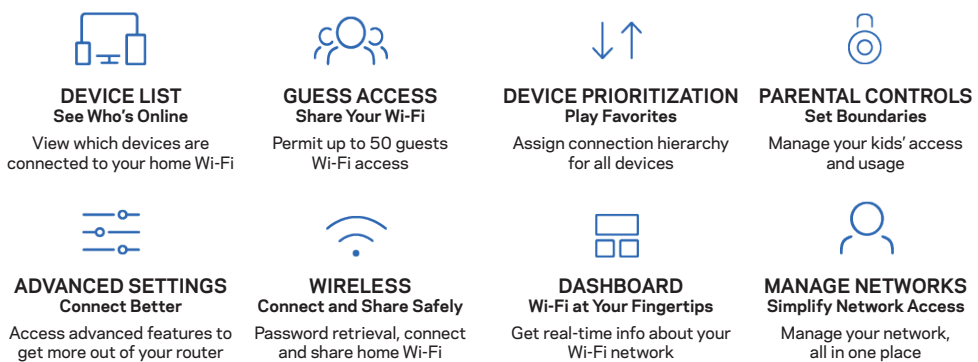 DEVICE LIST
See Who's Online
View which devices are
connected to your home Wi-Fi
GUESS ACCESS
Share Your Wi-Fi
Permit up to 50 guests
Wi-Fi access
DEVICE PRIORITIZATION
Play Favorites
Assign connection hierarchy
for all devices
PARENTAL CONTROLS
Set Boundaries
Manage your kids' access
and usage
ADVANCED SETTINGS
Connect Better
Access advanced features to
get more out of your router
WIRELESS
Connect and Share Safely
Password retrieval, connect
and share home Wi-Fi
DASHBOARD
Wi-Fi at Your Fingertips
Get real-time info about your
Wi-Fi network
MANAGE NETWORKS
Simplify Network Access
Manage your network,
all in one place